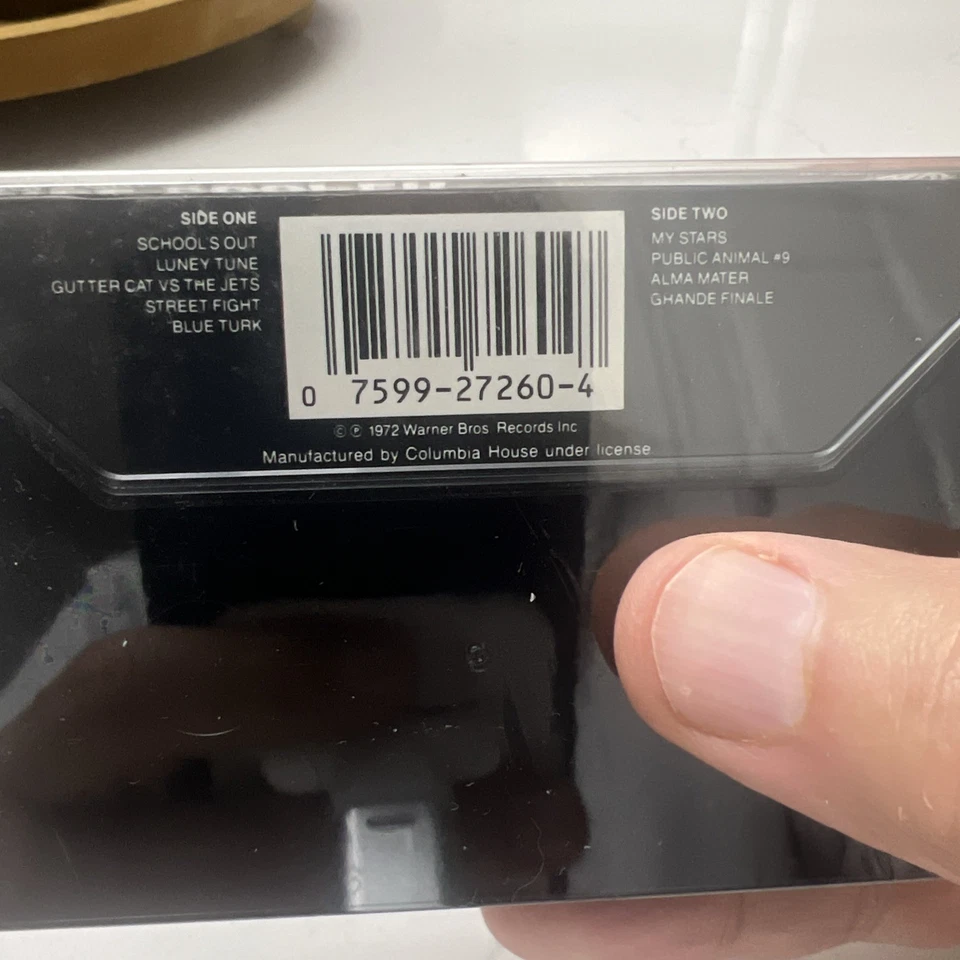 SIDE ONE
SCHOOL'S OUT
LUNEY TUNE
GUTTER CAT VS THE JETS
STREET FIGHT
BLUE TURK
0 7599-27260-4
SIDE TWO
MY STARS
PUBLIC ANIMAL #9
ALMA MATER
GHANDE FINALE
© ℗ 1972 Warner Bros Records Inc
Manufactured by Columbia House under license